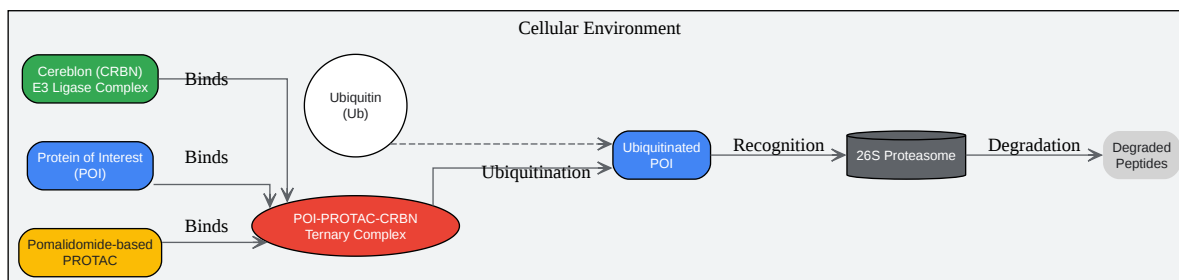 Cellular Environment
Cereblon (CRBN)
E3 Ligase Complex
Binds
Ubiquitin
(Ub)
Protein of Interest
(POI)
Binds
Ubiquitinated
POI
Recognition
26S Proteasome
Degradation
Degraded
Peptides
Ubiquitination
Pomalidomide-based
PROTAC
Binds
POI-PROTAC-CRBN
Ternary Complex